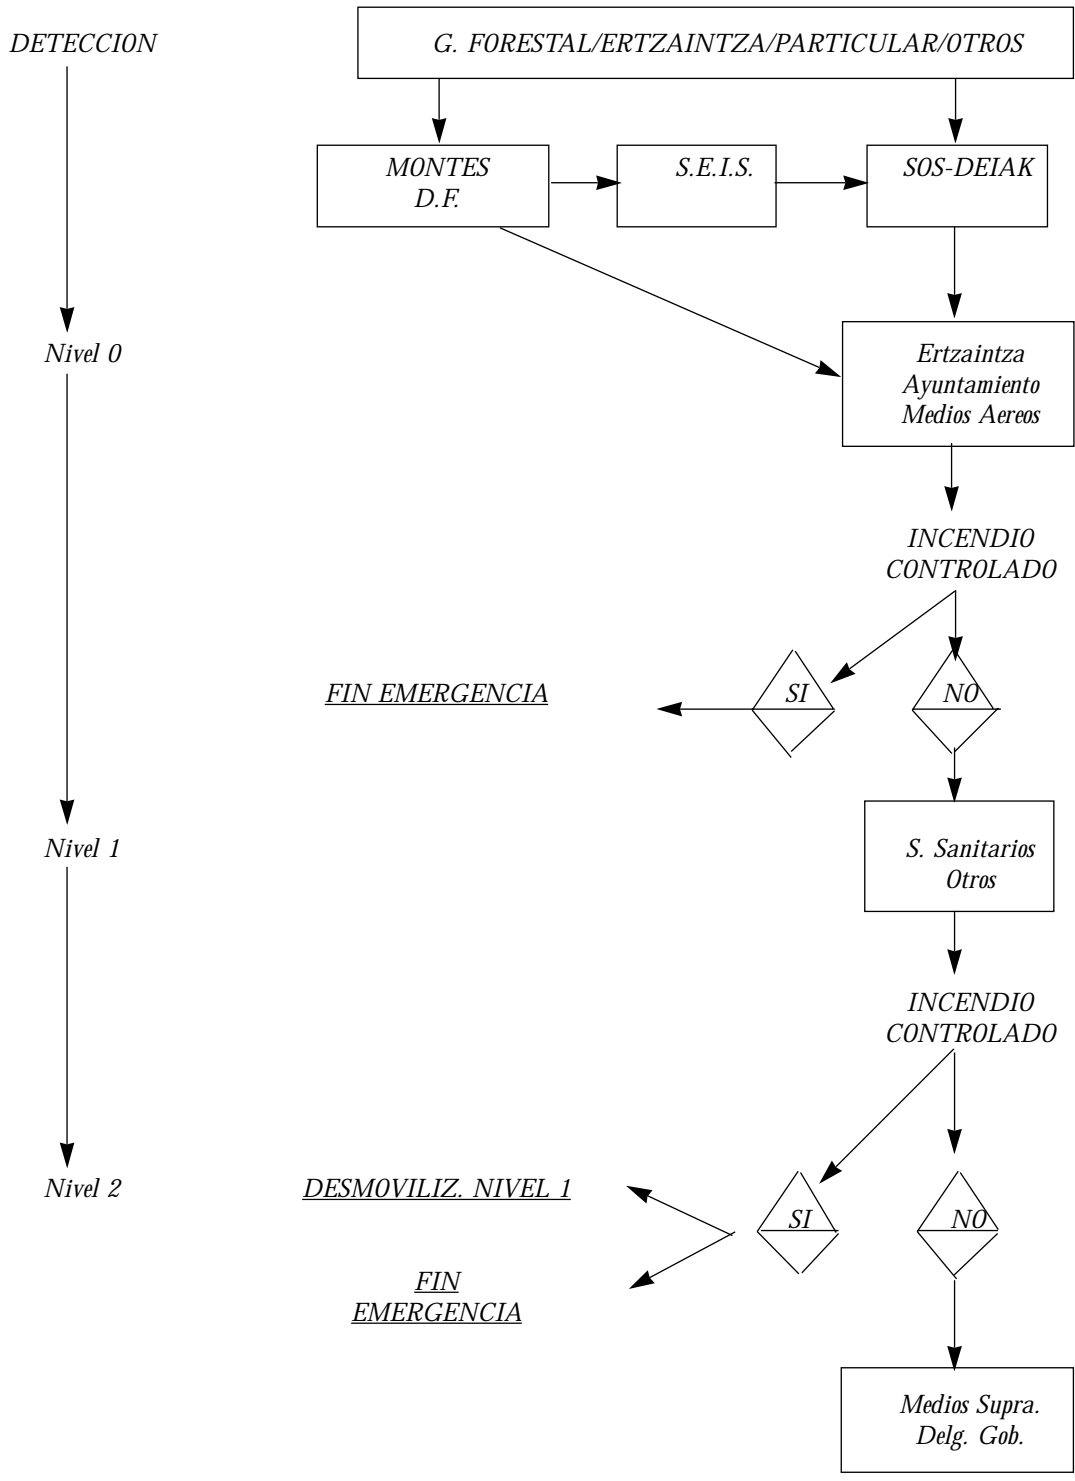 DETECCION
G. FORESTAL/ERTZAINTZA/PARTICULAR/OTROS
MONTES
D.F.
S.E.I.S.
SOS-DEIAK
Nivel 0
Ertzaintza
Ayuntamiento
Medios Aereos
INCENDIO
CONTROLADO
FIN EMERGENCIA
SI
NO
Nivel 1
S. Sanitarios
Otros
INCENDIO
CONTROLADO
Nivel 2
DESMOVILIZ. NIVEL 1
SI
NO
FIN
EMERGENCIA
Medios Supra.
Delg. Gob.